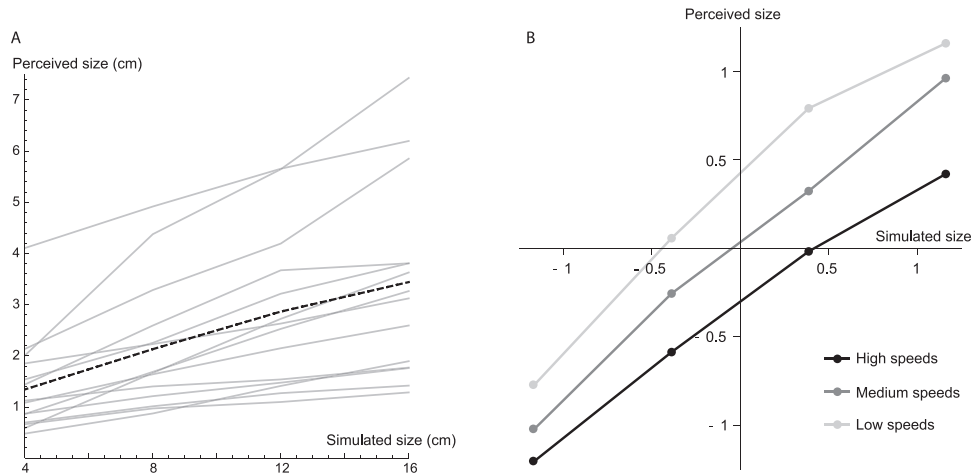 A
Perceived size (cm)
7
6
5
4
3
2
1
Simulated size (cm)
4
8
12
16
B
Perceived size
1
0.5
Simulated size
- 1
- 0.5
0.5
1
- 0.5
- 1
High speeds
Medium speeds
Low speeds